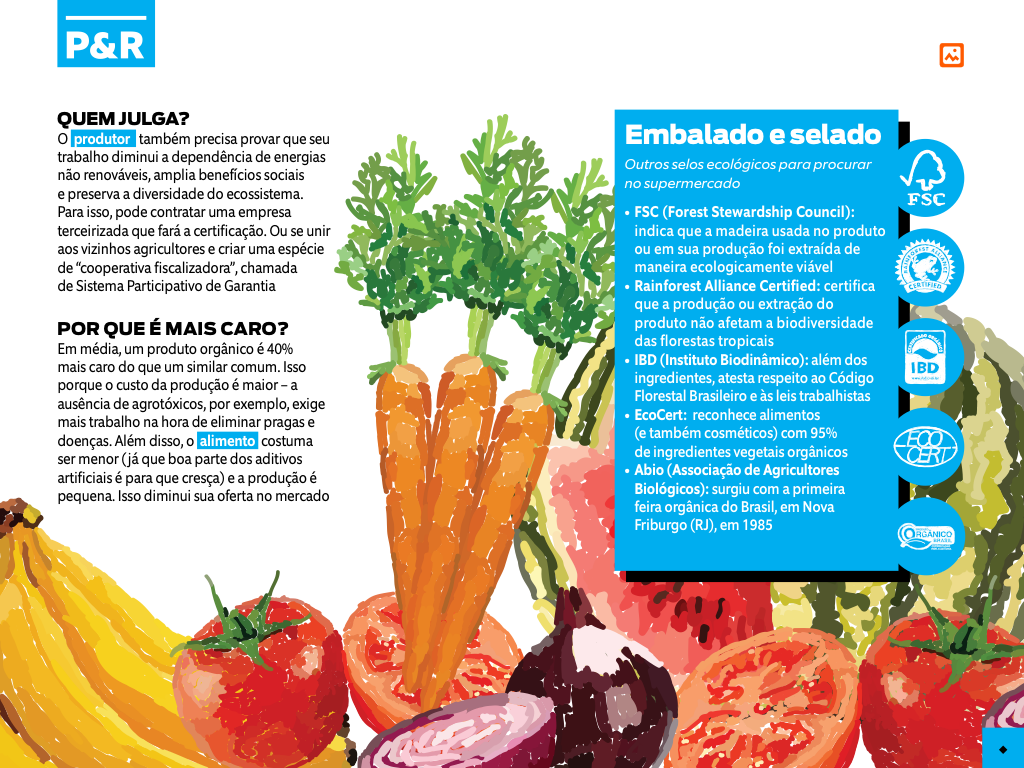 P&R
QUEM JULGA?
O produtor também precisa provar que seu
trabalho diminui a dependência de energias
não renováveis, amplia benefícios sociais
e preserva a diversidade do ecossistema.
Para isso, pode contratar uma empresa
terceirizada que fará a certificação. Ou se unir
aos vizinhos agricultores e criar uma espécie
de “cooperativa fiscalizadora”, chamada
de Sistema Participativo de Garantia
POR QUE É MAIS CARO?
Em média, um produto orgânico é 40%
mais caro do que um similar comum. Isso
porque o custo da produção é maior – a
ausência de agrotóxicos, por exemplo, exige
mais trabalho na hora de eliminar pragas e
doenças. Além disso, o alimento costuma
ser menor (já que boa parte dos aditivos
artificiais é para que cresça) e a produção é
pequena. Isso diminui sua oferta no mercado
Embalado e selado
Outros selos ecológicos para procurar
no supermercado
• FSC (Forest Stewardship Council):
indica que a madeira usada no produto
ou em sua produção foi extraída de
maneira ecologicamente viável
• Rainforest Alliance Certified: certifica
que a produção ou extração do
produto não afetam a biodiversidade
das florestas tropicais
• IBD (Instituto Biodinâmico): além dos
ingredientes, atesta respeito ao Código
Florestal Brasileiro e às leis trabalhistas
• EcoCert: reconhece alimentos
(e também cosméticos) com 95%
de ingredientes vegetais orgânicos
• Abio (Associação de Agricultores
Biológicos): surgiu com a primeira
feira orgânica do Brasil, em Nova
Friburgo (RJ), em 1985
FSC
RAINFOREST ALLIANCE
CERTIFIED
IBD
ECO
CERT
ORGÂNICO
BRASIL